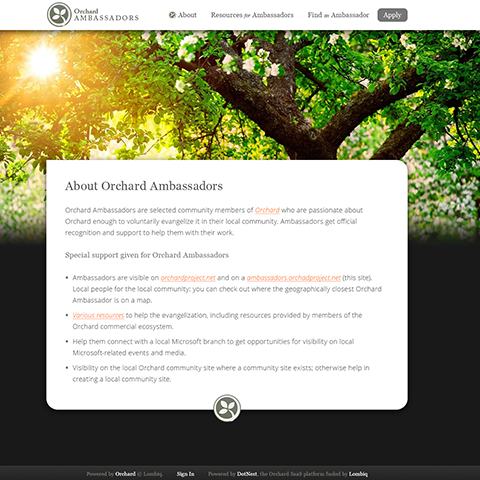 Orchard
AMBASSADORS
About
Resources for Ambassadors
Find an Ambassador
Apply
About Orchard Ambassadors
Orchard Ambassadors are selected community members of Orchard who are passionate about
Orchard enough to voluntarily evangelize it in their local community. Ambassadors get official
recognition and support to help them with their work.
Special support given for Orchard Ambassadors
Ambassadors are visible on orchardproject.net and on a ambassadors.orchadproject.net (this site).
Local people for the local community: you can check out where the geographically closest Orchard
Ambassador is on a map.
Various resources to help the evangelization, including resources provided by members of the
Orchard commercial ecosystem.
Help them connect with a local Microsoft branch to get opportunities for visibility on local
Microsoft-related events and media.
Visibility on the local Orchard community site where a community site exists; otherwise help in
creating a local community site.
Powered by Orchard © Lombiq. Sign In Powered by DotNest, the Orchard SaaS platform fueled by Lombiq